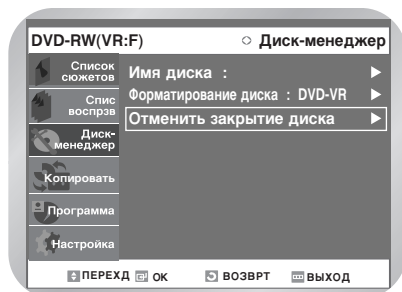 DVD-RW(VR:F) Диск-менеджер
Список
сюжетов
Имя диска :
Спис
воспрзв
Форматирование диска : DVD-VR
Диск-
менеджер
Отменить закрытие диска
Копировать
Программа
Настройка
ПЕРЕХД ОК ВОЗВРТ ВЫХОД